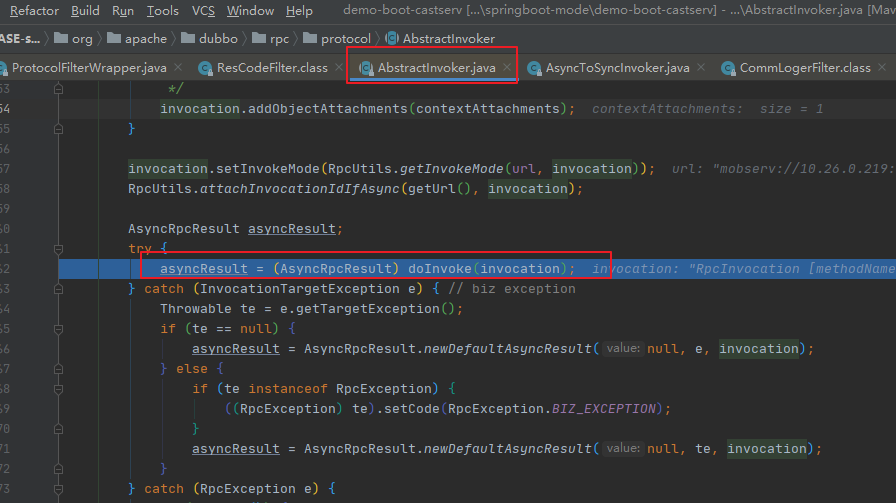 Refactor Build Run Tools VCS Window Help demo-boot-castserv [...\springboot-mode\demo-boot-castserv] - ...\AbstractInvoker.java [Mav
ASE-s... org apache dubbo rpc protocol AbstractInvoker
ProtocolFilterWrapper.java ResCodeFilter.class AbstractInvoker.java AsyncToSyncInvoker.java CommLogerFilter.class
53 */
54 invocation.addObjectAttachments(contextAttachments); contextAttachments: size = 1
55 }
56
57 invocation.setInvokeMode(RpcUtils.getInvokeMode(url, invocation)); url: "mobserv://10.26.0.219:
58 RpcUtils.attachInvocationIdIfAsync(getUrl(), invocation);
59
60 AsyncRpcResult asyncResult;
61 try {
62 asyncResult = (AsyncRpcResult) doInvoke(invocation); invocation: "RpcInvocation [methodName
63 } catch (InvocationTargetException e) { // biz exception
64 Throwable te = e.getTargetException();
65 if (te == null) {
66 asyncResult = AsyncRpcResult.newDefaultAsyncResult( value: null, e, invocation);
67 } else {
68 if (te instanceof RpcException) {
69 ((RpcException) te).setCode(RpcException.BIZ_EXCEPTION);
70 }
71 asyncResult = AsyncRpcResult.newDefaultAsyncResult( value: null, te, invocation);
72 }
73 } catch (RpcException e) {